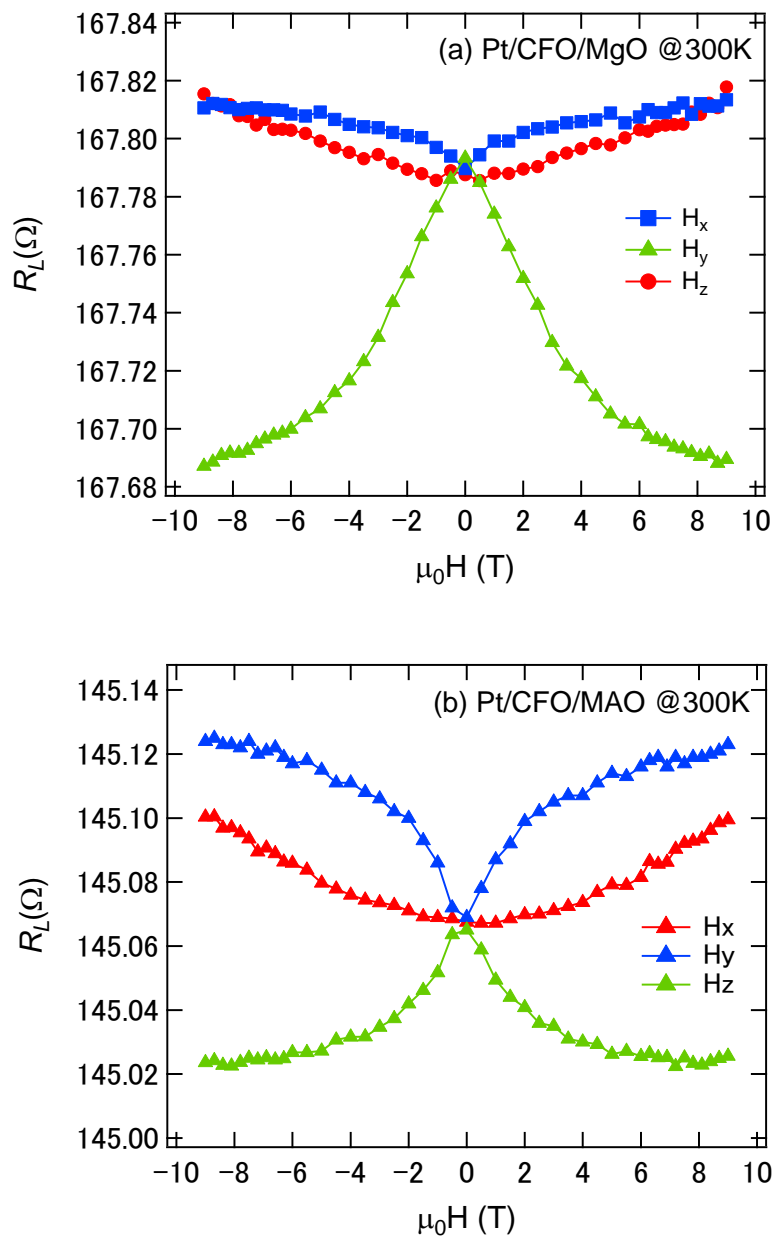 167.84
(a) Pt/CFO/MgO @300K
167.82
167.80
167.78
167.76
167.74
167.72
167.70
167.68
R_L(Ω)
H_x
H_y
H_z
−10 −8 −6 −4 −2 0 2 4 6 8 10
μ₀H (T)
145.14
(b) Pt/CFO/MAO @300K
145.12
145.10
145.08
145.06
145.04
145.02
145.00
R_L(Ω)
Hx
Hy
Hz
−10 −8 −6 −4 −2 0 2 4 6 8 10
μ₀H (T)